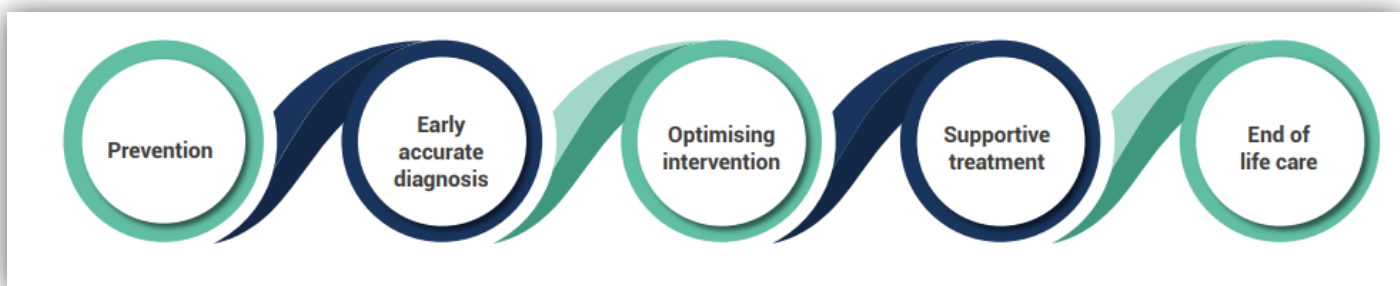 Prevention
Early
accurate
diagnosis
Optimising
intervention
Supportive
treatment
End of
life care